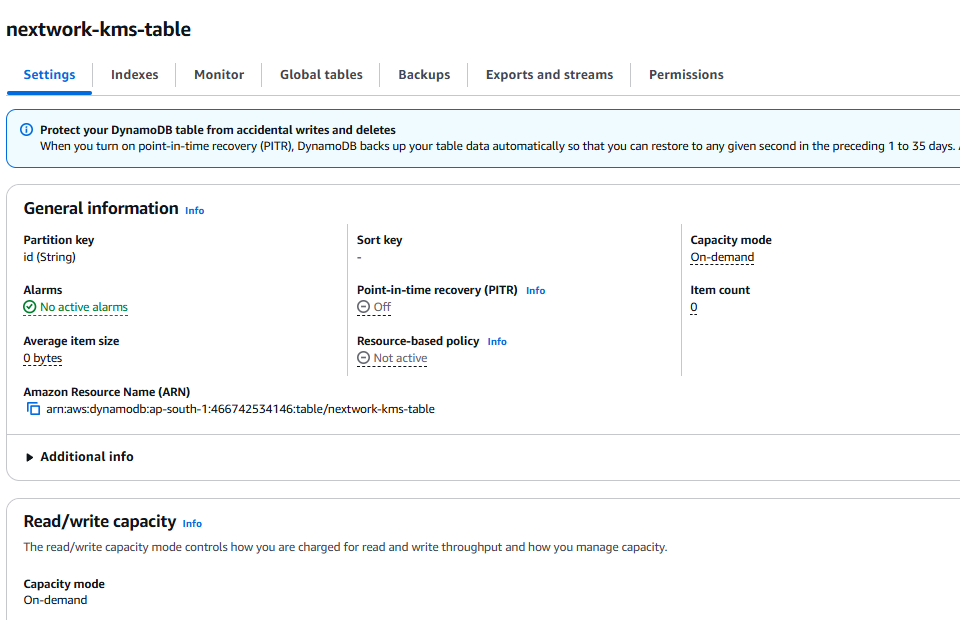 nextwork-kms-table
Settings
Indexes
Monitor
Global tables
Backups
Exports and streams
Permissions
Protect your DynamoDB table from accidental writes and deletes
When you turn on point-in-time recovery (PITR), DynamoDB backs up your table data automatically so that you can restore to any given second in the preceding 1 to 35 days.
General information Info
Partition key
id (String)
Sort key
-
Capacity mode
On-demand
Alarms
No active alarms
Point-in-time recovery (PITR) Info
Off
Item count
0
Average item size
0 bytes
Resource-based policy Info
Not active
Amazon Resource Name (ARN)
arn:aws:dynamodb:ap-south-1:466742534146:table/nextwork-kms-table
Additional info
Read/write capacity Info
The read/write capacity mode controls how you are charged for read and write throughput and how you manage capacity.
Capacity mode
On-demand